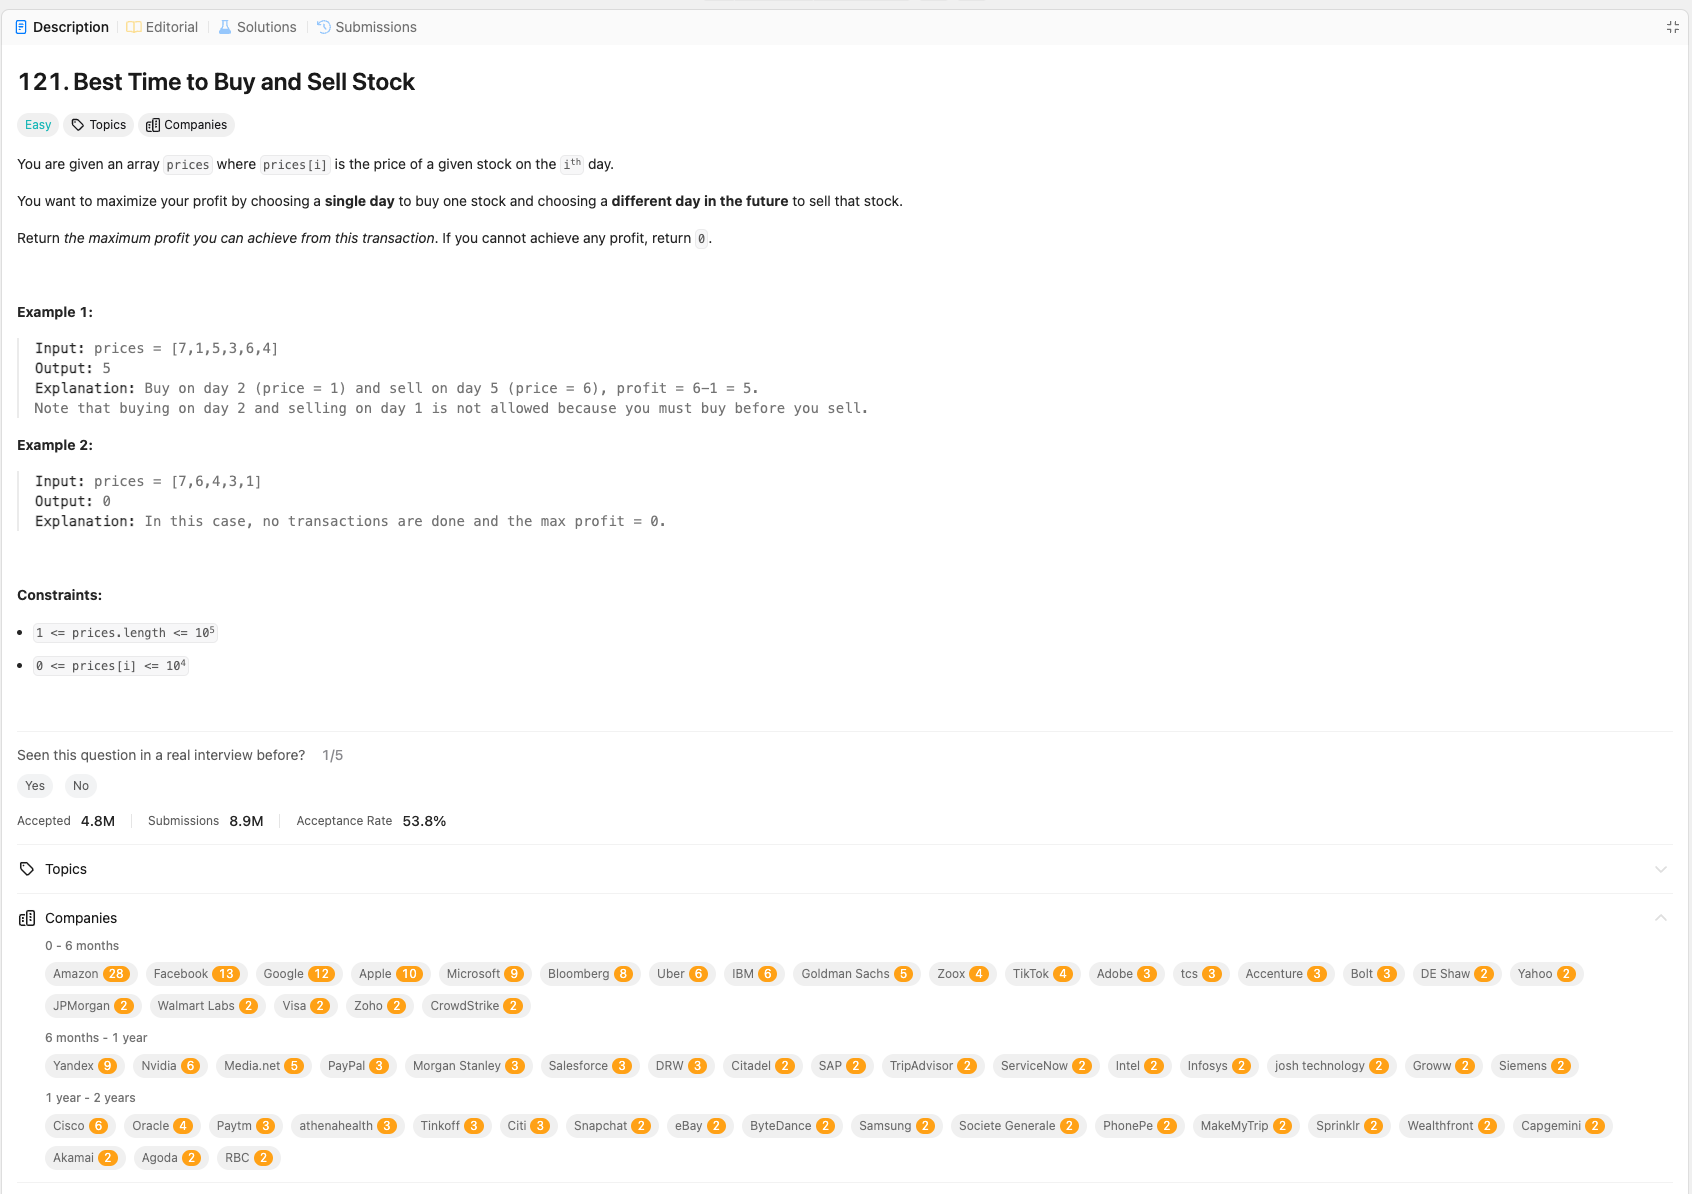 Description Editorial Solutions Submissions
121. Best Time to Buy and Sell Stock
Easy Topics Companies
You are given an array prices where prices[i] is the price of a given stock on the ith day.
You want to maximize your profit by choosing a single day to buy one stock and choosing a different day in the future to sell that stock.
Return the maximum profit you can achieve from this transaction. If you cannot achieve any profit, return 0.
Example 1:
Input: prices = [7,1,5,3,6,4]
Output: 5
Explanation: Buy on day 2 (price = 1) and sell on day 5 (price = 6), profit = 6-1 = 5.
Note that buying on day 2 and selling on day 1 is not allowed because you must buy before you sell.
Example 2:
Input: prices = [7,6,4,3,1]
Output: 0
Explanation: In this case, no transactions are done and the max profit = 0.
Constraints:
• 1 <= prices.length <= 10⁵
• 0 <= prices[i] <= 10⁴
Seen this question in a real interview before? 1/5
Yes No
Accepted 4.8M Submissions 8.9M Acceptance Rate 53.8%
Topics
Companies
0 - 6 months
Amazon 28 Facebook 13 Google 12 Apple 10 Microsoft 9 Bloomberg 8 Uber 6 IBM 6 Goldman Sachs 5 Zoox 4 TikTok 4 Adobe 3 tcs 3 Accenture 3 Bolt 3 DE Shaw 2 Yahoo 2
JPMorgan 2 Walmart Labs 2 Visa 2 Zoho 2 CrowdStrike 2
6 months - 1 year
Yandex 9 Nvidia 6 Media.net 5 PayPal 3 Morgan Stanley 3 Salesforce 3 DRW 3 Citadel 2 SAP 2 TripAdvisor 2 ServiceNow 2 Intel 2 Infosys 2 josh technology 2 Groww 2 Siemens 2
1 year - 2 years
Cisco 6 Oracle 4 Paytm 3 athenahealth 3 Tinkoff 3 Citi 3 Snapchat 2 eBay 2 ByteDance 2 Samsung 2 Societe Generale 2 PhonePe 2 MakeMyTrip 2 Sprinklr 2 Wealthfront 2 Capgemini 2
Akamai 2 Agoda 2 RBC 2